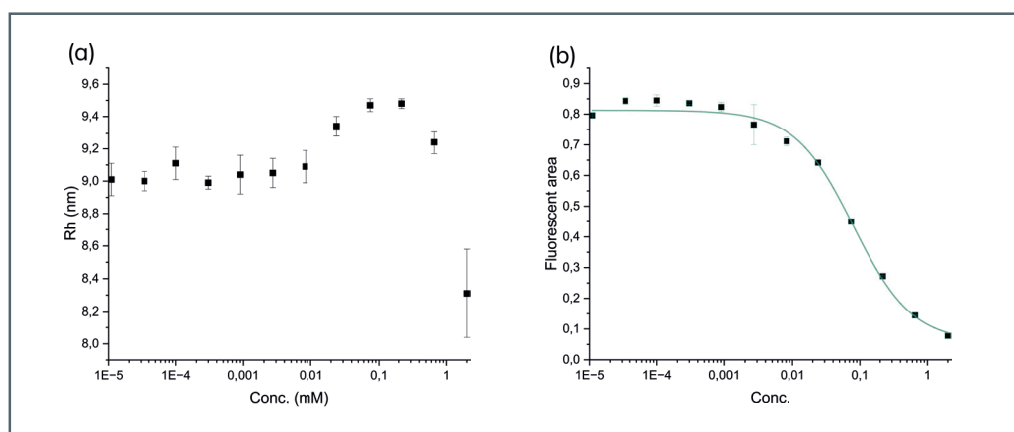 (a)
Rh (nm)
9,6
9,4
9,2
9,0
8,8
8,6
8,4
8,2
8,0
1E-5 1E-4 0,001 0,01 0,1 1
Conc. (mM)
(b)
Fluorescent area
0,9
0,8
0,7
0,6
0,5
0,4
0,3
0,2
0,1
0,0
1E-5 1E-4 0,001 0,01 0,1 1
Conc.